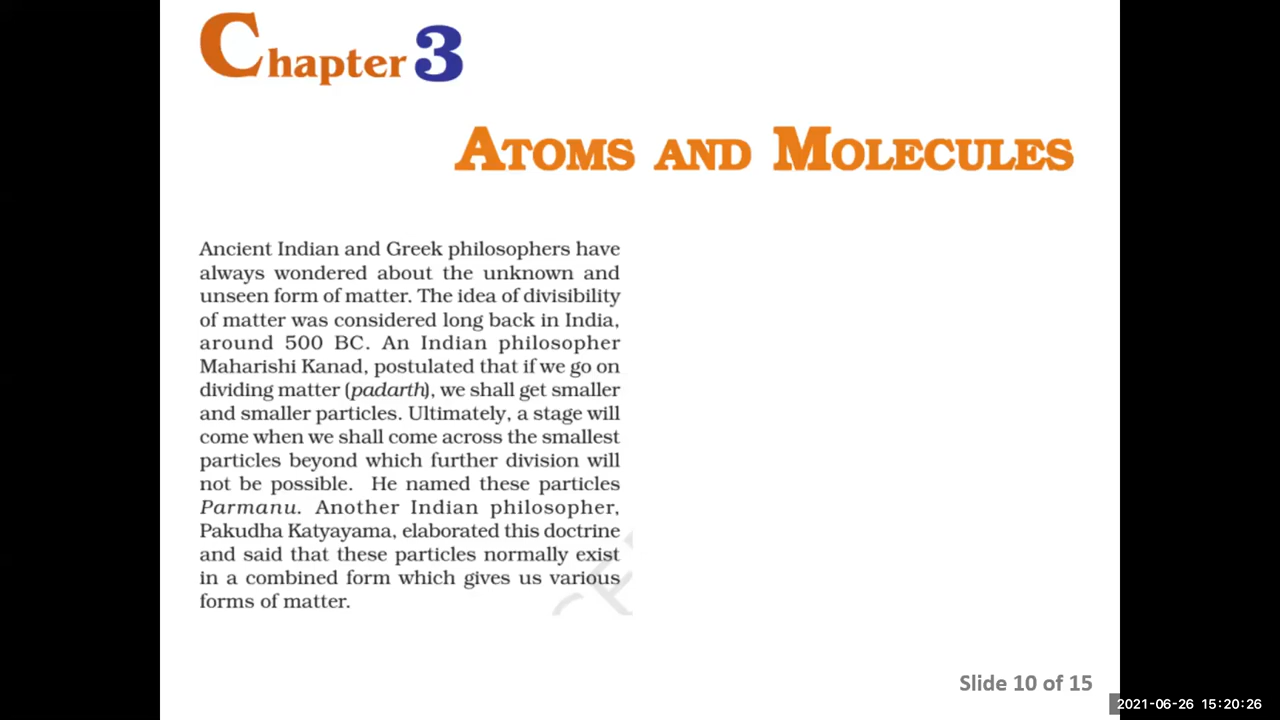 Chapter 3
ATOMS AND MOLECULES
Ancient Indian and Greek philosophers have
always wondered about the unknown and
unseen form of matter. The idea of divisibility
of matter was considered long back in India,
around 500 BC. An Indian philosopher
Maharishi Kanad, postulated that if we go on
dividing matter (padarth), we shall get smaller
and smaller particles. Ultimately, a stage will
come when we shall come across the smallest
particles beyond which further division will
not be possible. He named these particles
Parmanu. Another Indian philosopher,
Pakudha Katyayama, elaborated this doctrine
and said that these particles normally exist
in a combined form which gives us various
forms of matter.
Slide 10 of 15
2021-06-26 15:20:26